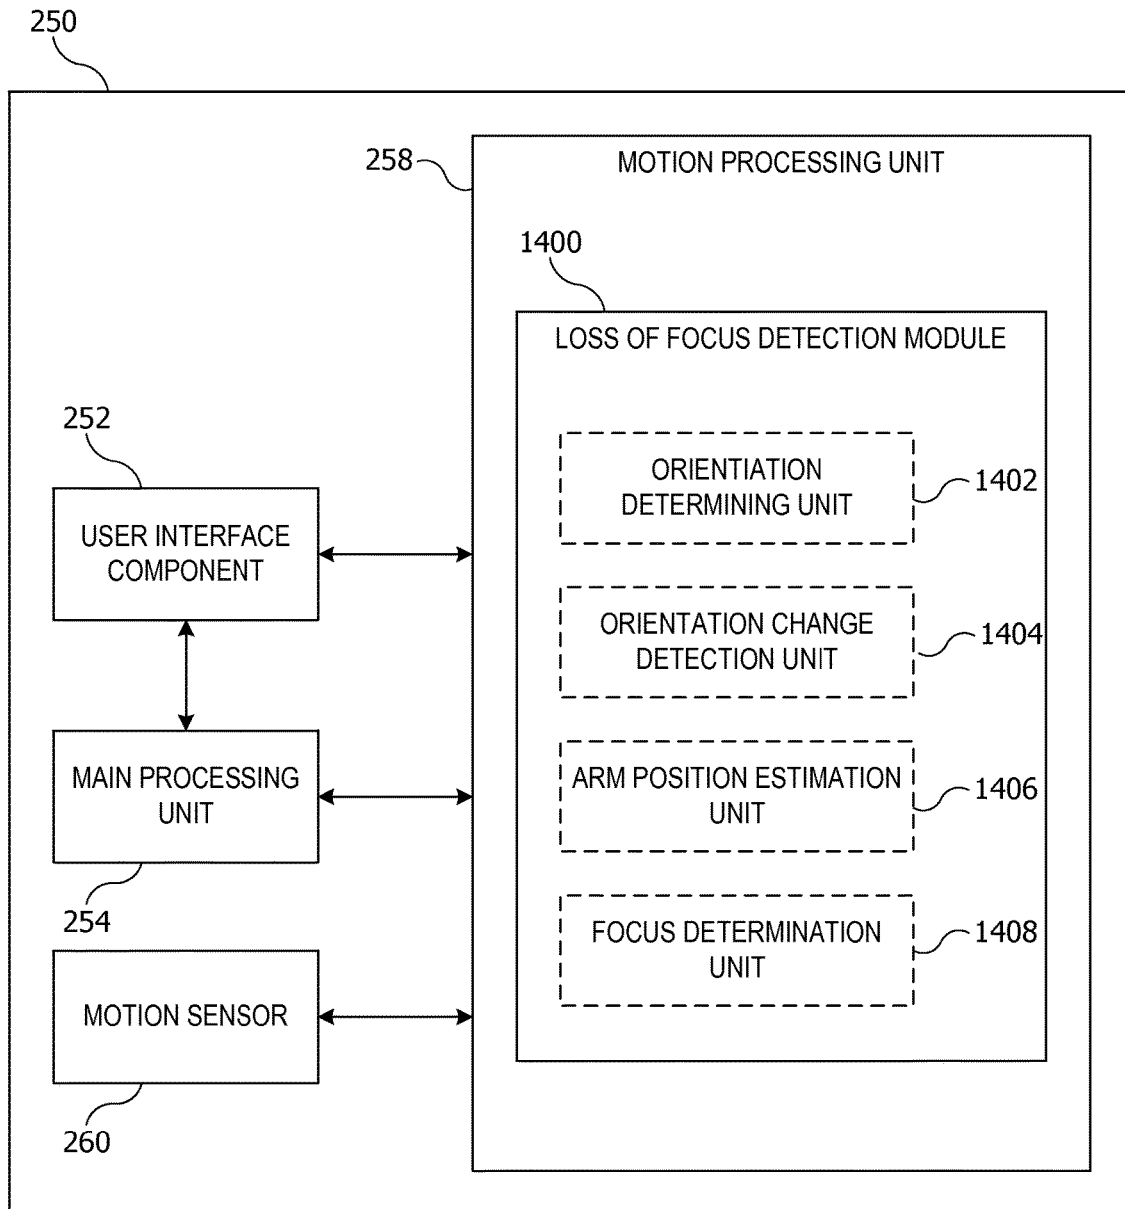 250
258
MOTION PROCESSING UNIT
1400
LOSS OF FOCUS DETECTION MODULE
252
USER INTERFACE
COMPONENT
ORIENTIATION
DETERMINING UNIT
1402
ORIENTATION CHANGE
DETECTION UNIT
1404
MAIN PROCESSING
UNIT
254
ARM POSITION ESTIMATION
UNIT
1406
FOCUS DETERMINATION
UNIT
1408
MOTION SENSOR
260